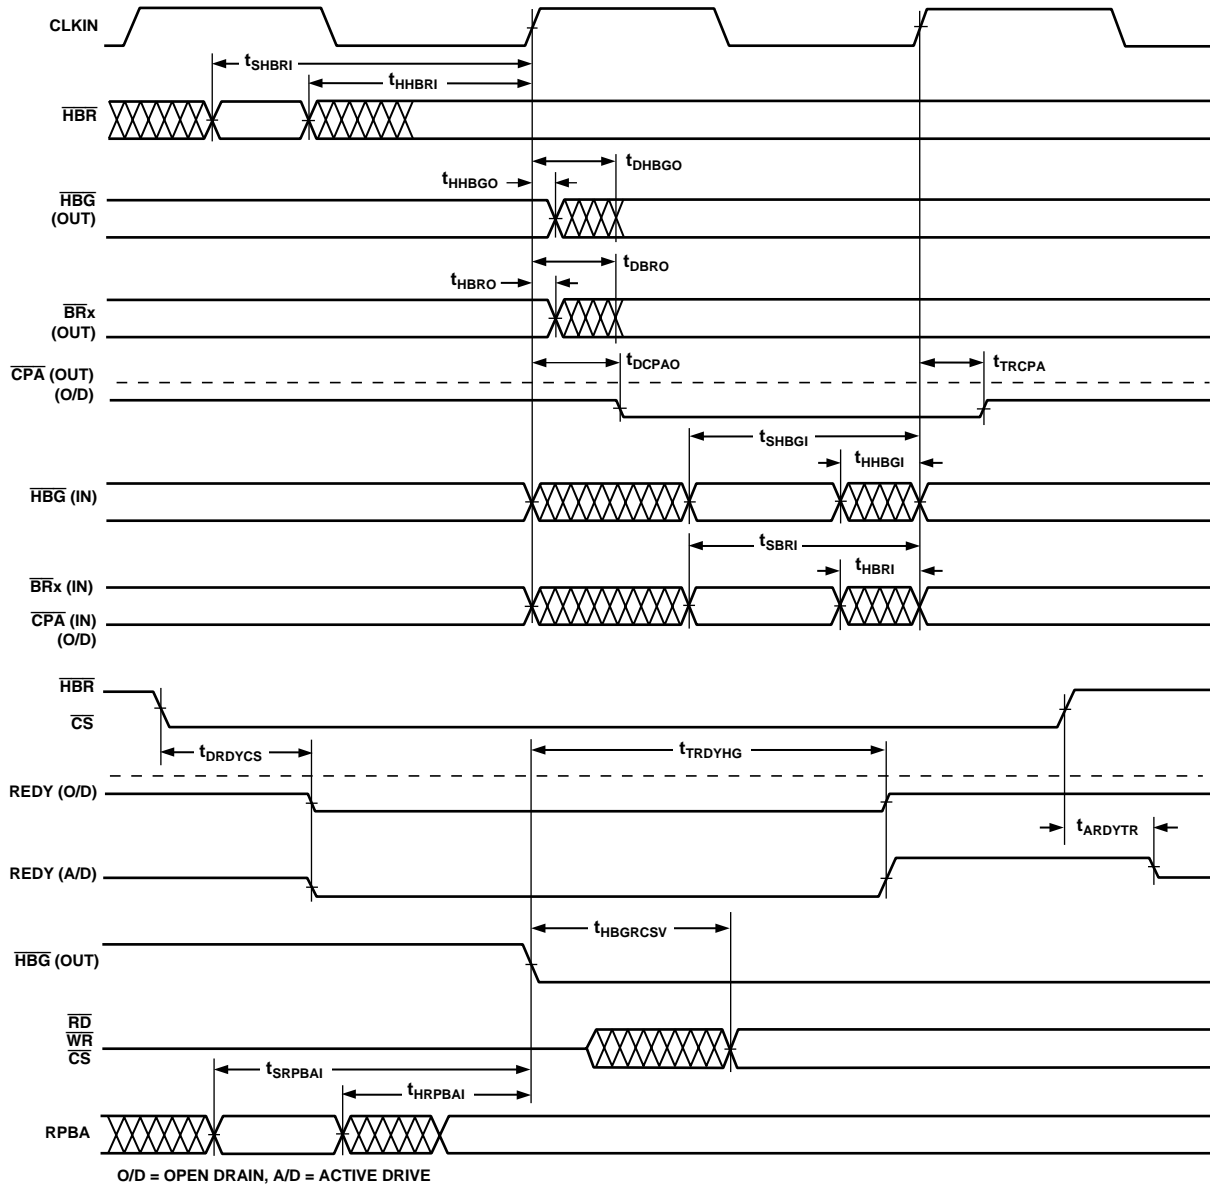 CLKIN
tSHBRI
tHHBRI
HBR
tDHBGO
tHHBGO
HBG
(OUT)
tDBRO
tHBRO
BRx
(OUT)
tDCPAO
tTRCPA
CPA (OUT)
(O/D)
tSHBGI
tHHBGI
HBG (IN)
tSBRI
tHBRI
BRx (IN)
CPA (IN)
(O/D)
HBR
CS
tDRDYCS
tTRDYHG
REDY (O/D)
tARDYTR
REDY (A/D)
tHBGRCSV
HBG (OUT)
RD
WR
CS
tSRPBAI
tHRPBAI
RPBA
O/D = OPEN DRAIN, A/D = ACTIVE DRIVE